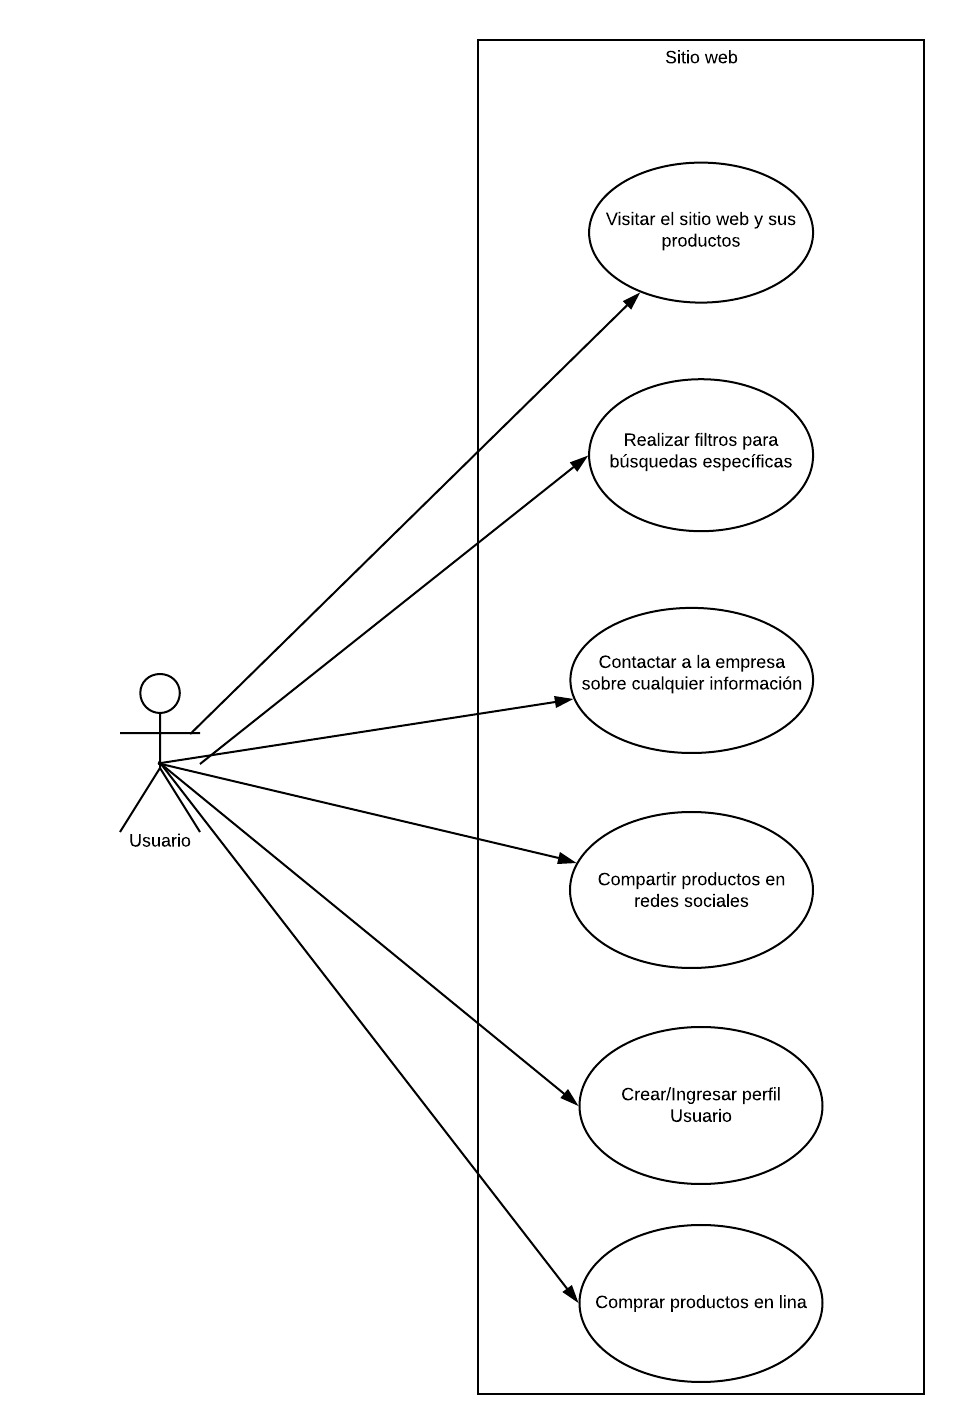 Sitio web
Visitar el sitio web y sus
productos
Realizar filtros para
búsquedas específicas
Contactar a la empresa
sobre cualquier información
Usuario
Compartir productos en
redes sociales
Crear/Ingresar perfil
Usuario
Comprar productos en lina